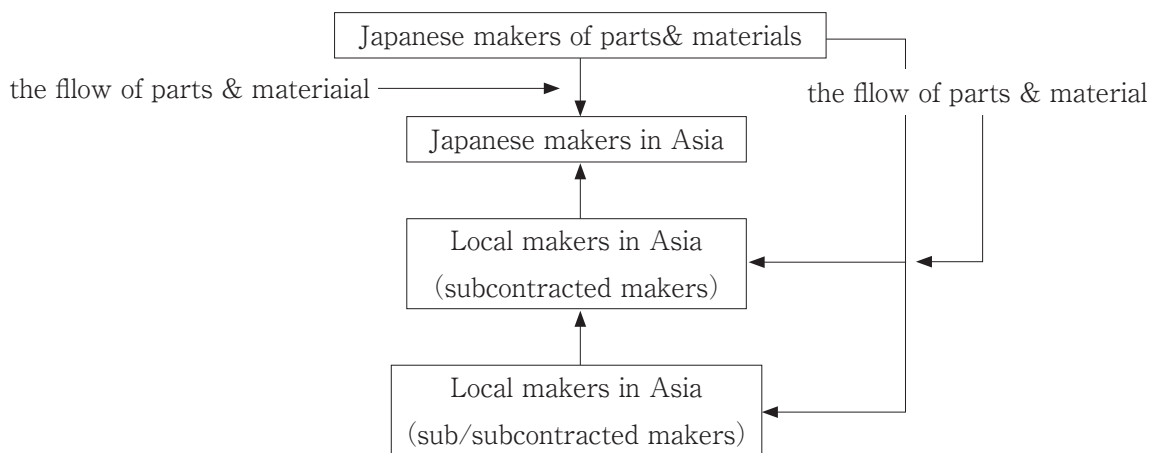 Japanese makers of parts& materials
the fllow of parts & materiaial
the fllow of parts & material
Japanese makers in Asia
Local makers in Asia
(subcontracted makers)
Local makers in Asia
(sub/subcontracted makers)